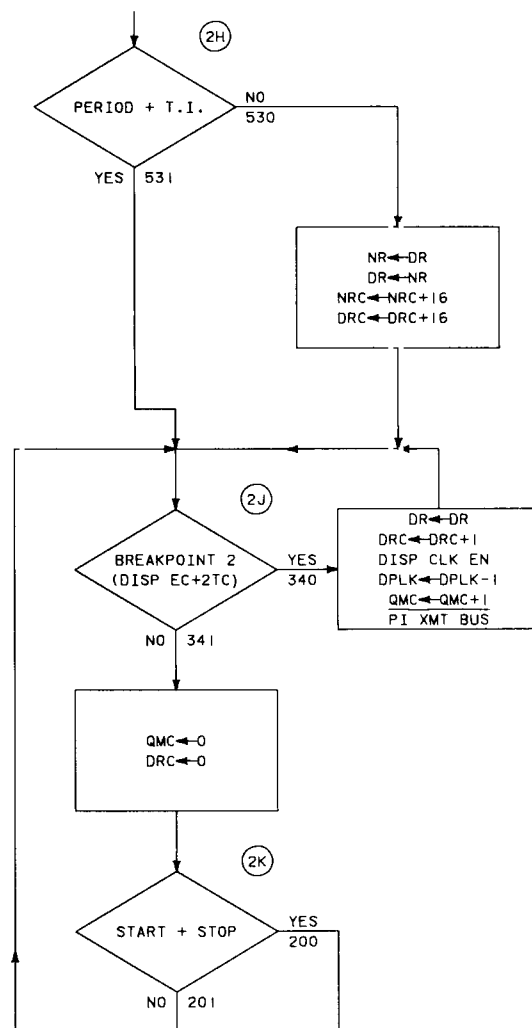 2H
PERIOD + T.I.
NO
530
YES 531
NR←DR
DR←NR
NRC←NRC+16
DRC←DRC+16
2J
BREAKPOINT 2
(DISP EC+2TC)
YES
340
NO 341
DR←DR
DRC←DRC+1
DISP CLK EN
DPLK←DPLK-1
QMC←QMC+1
PI XMT BUS
QMC←0
DRC←0
2K
START + STOP
YES
200
NO 201